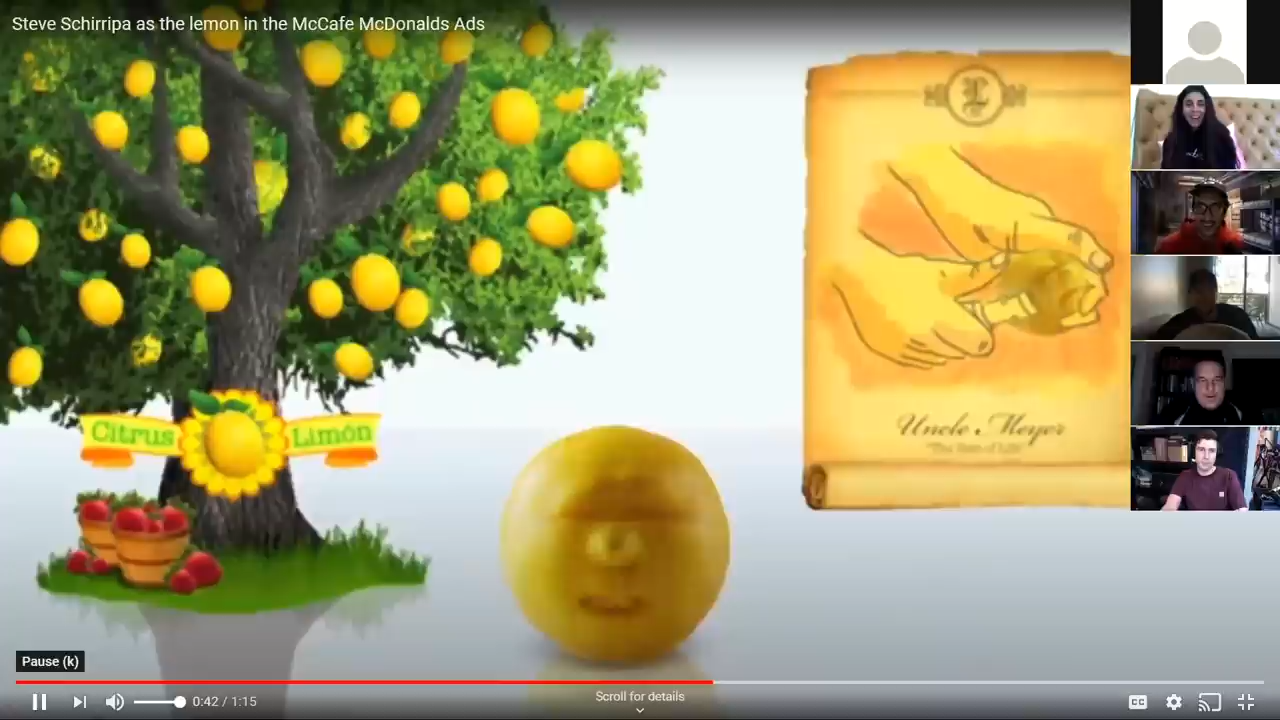 Steve Schirripa as the lemon in the McCafe McDonalds Ads
L
Citrus Limón
Uncle Meyer
Pause (k)
0:42 / 1:15
Scroll for details
CC